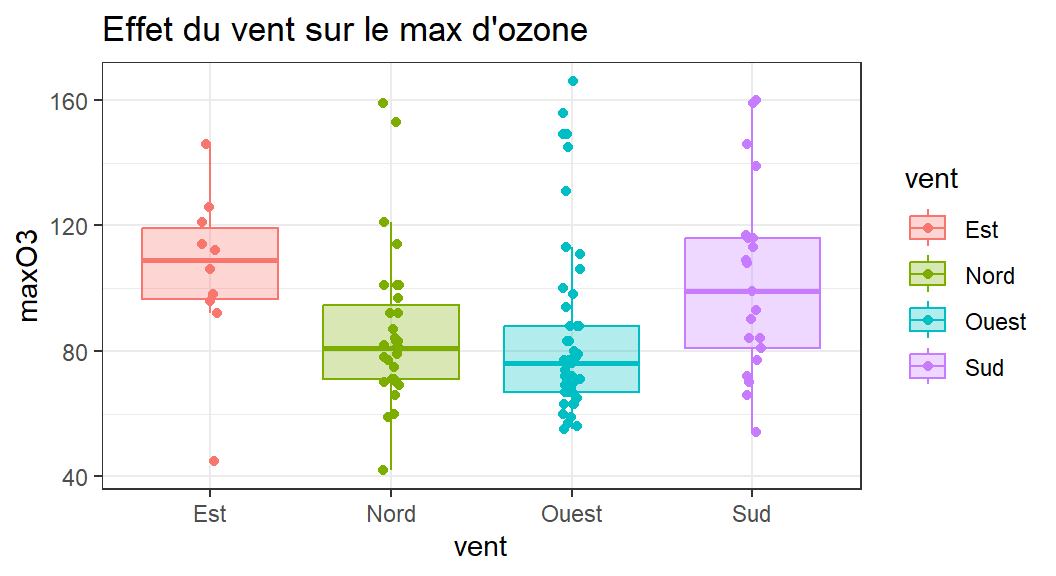 Effet du vent sur le max d'ozone
maxO3
160
120
80
40
Est
Nord
Ouest
Sud
vent
vent
Est
Nord
Ouest
Sud